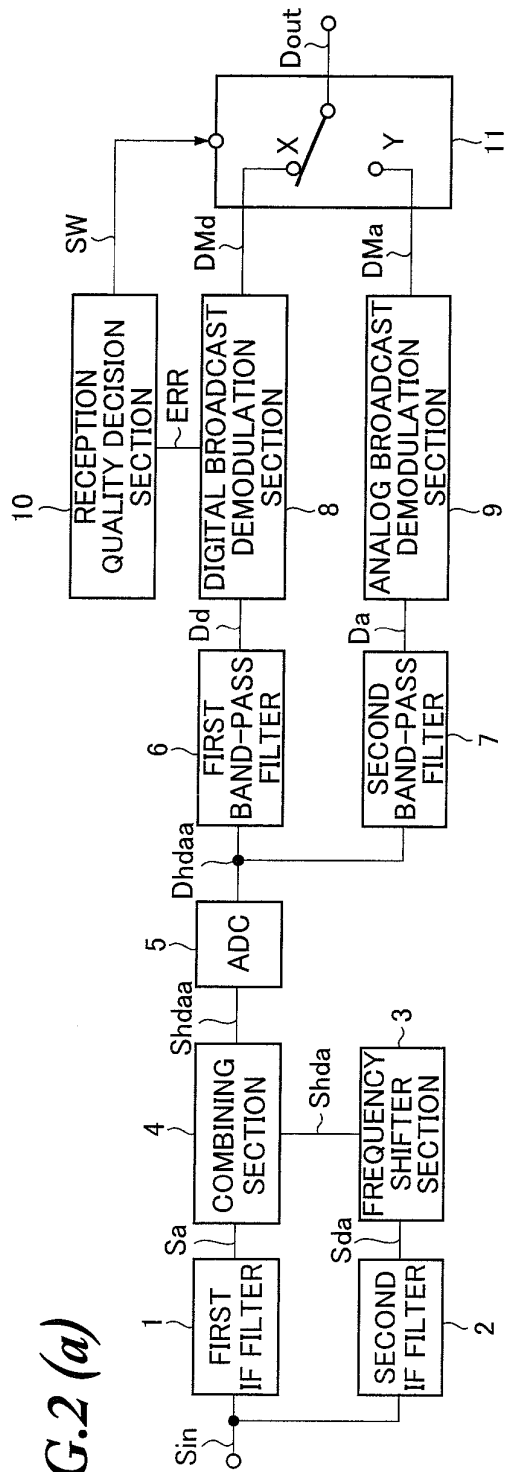 G.2 (a)
Sin
1
FIRST
IF FILTER
Sa
4
COMBINING
SECTION
Shdaa
5
ADC
Dhdaa
6
FIRST
BAND-PASS
FILTER
Dd
10
RECEPTION
QUALITY DECISION
SECTION
SW
ERR
DIGITAL BROADCAST
DEMODULATION
SECTION
8
DMd
X
Y
Dout
11
SECOND
IF FILTER
2
Sda
FREQUENCY
SHIFTER
SECTION
3
Shda
SECOND
BAND-PASS
FILTER
7
Da
ANALOG BROADCAST
DEMODULATION
SECTION
9
DMa